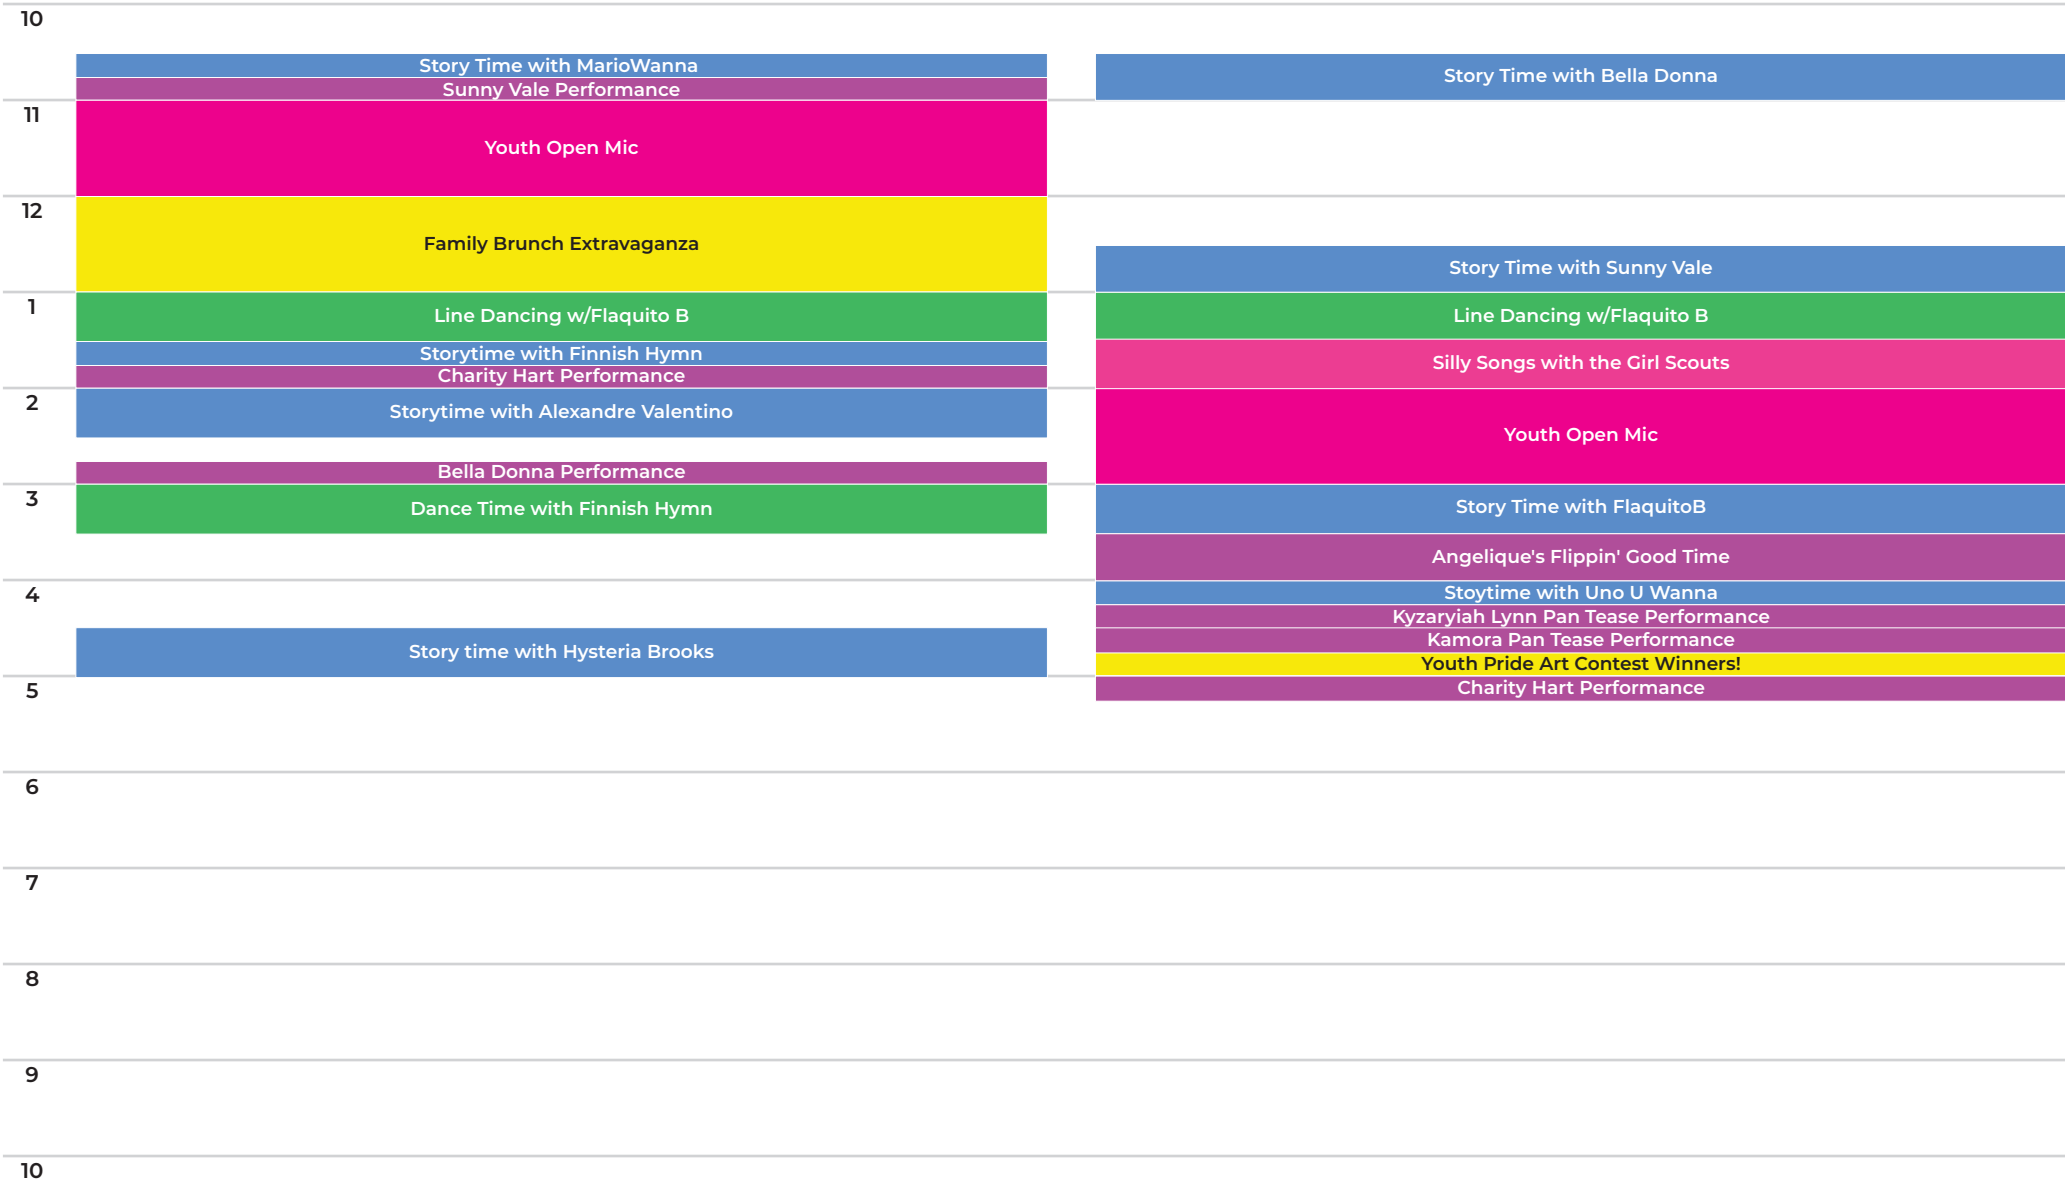 10
Story Time with MarioWanna
Story Time with Bella Donna
Sunny Vale Performance
11
Youth Open Mic
12
Family Brunch Extravaganza
Story Time with Sunny Vale
1
Line Dancing w/Flaquito B
Line Dancing w/Flaquito B
Storytime with Finnish Hymn
Silly Songs with the Girl Scouts
Charity Hart Performance
2
Storytime with Alexandre Valentino
Youth Open Mic
Bella Donna Performance
3
Dance Time with Finnish Hymn
Story Time with FlaquitoB
Angelique's Flippin' Good Time
4
Stoytime with Uno U Wanna
Kyzaryiah Lynn Pan Tease Performance
Kamora Pan Tease Performance
Story time with Hysteria Brooks
Youth Pride Art Contest Winners!
5
Charity Hart Performance
6
7
8
9
10